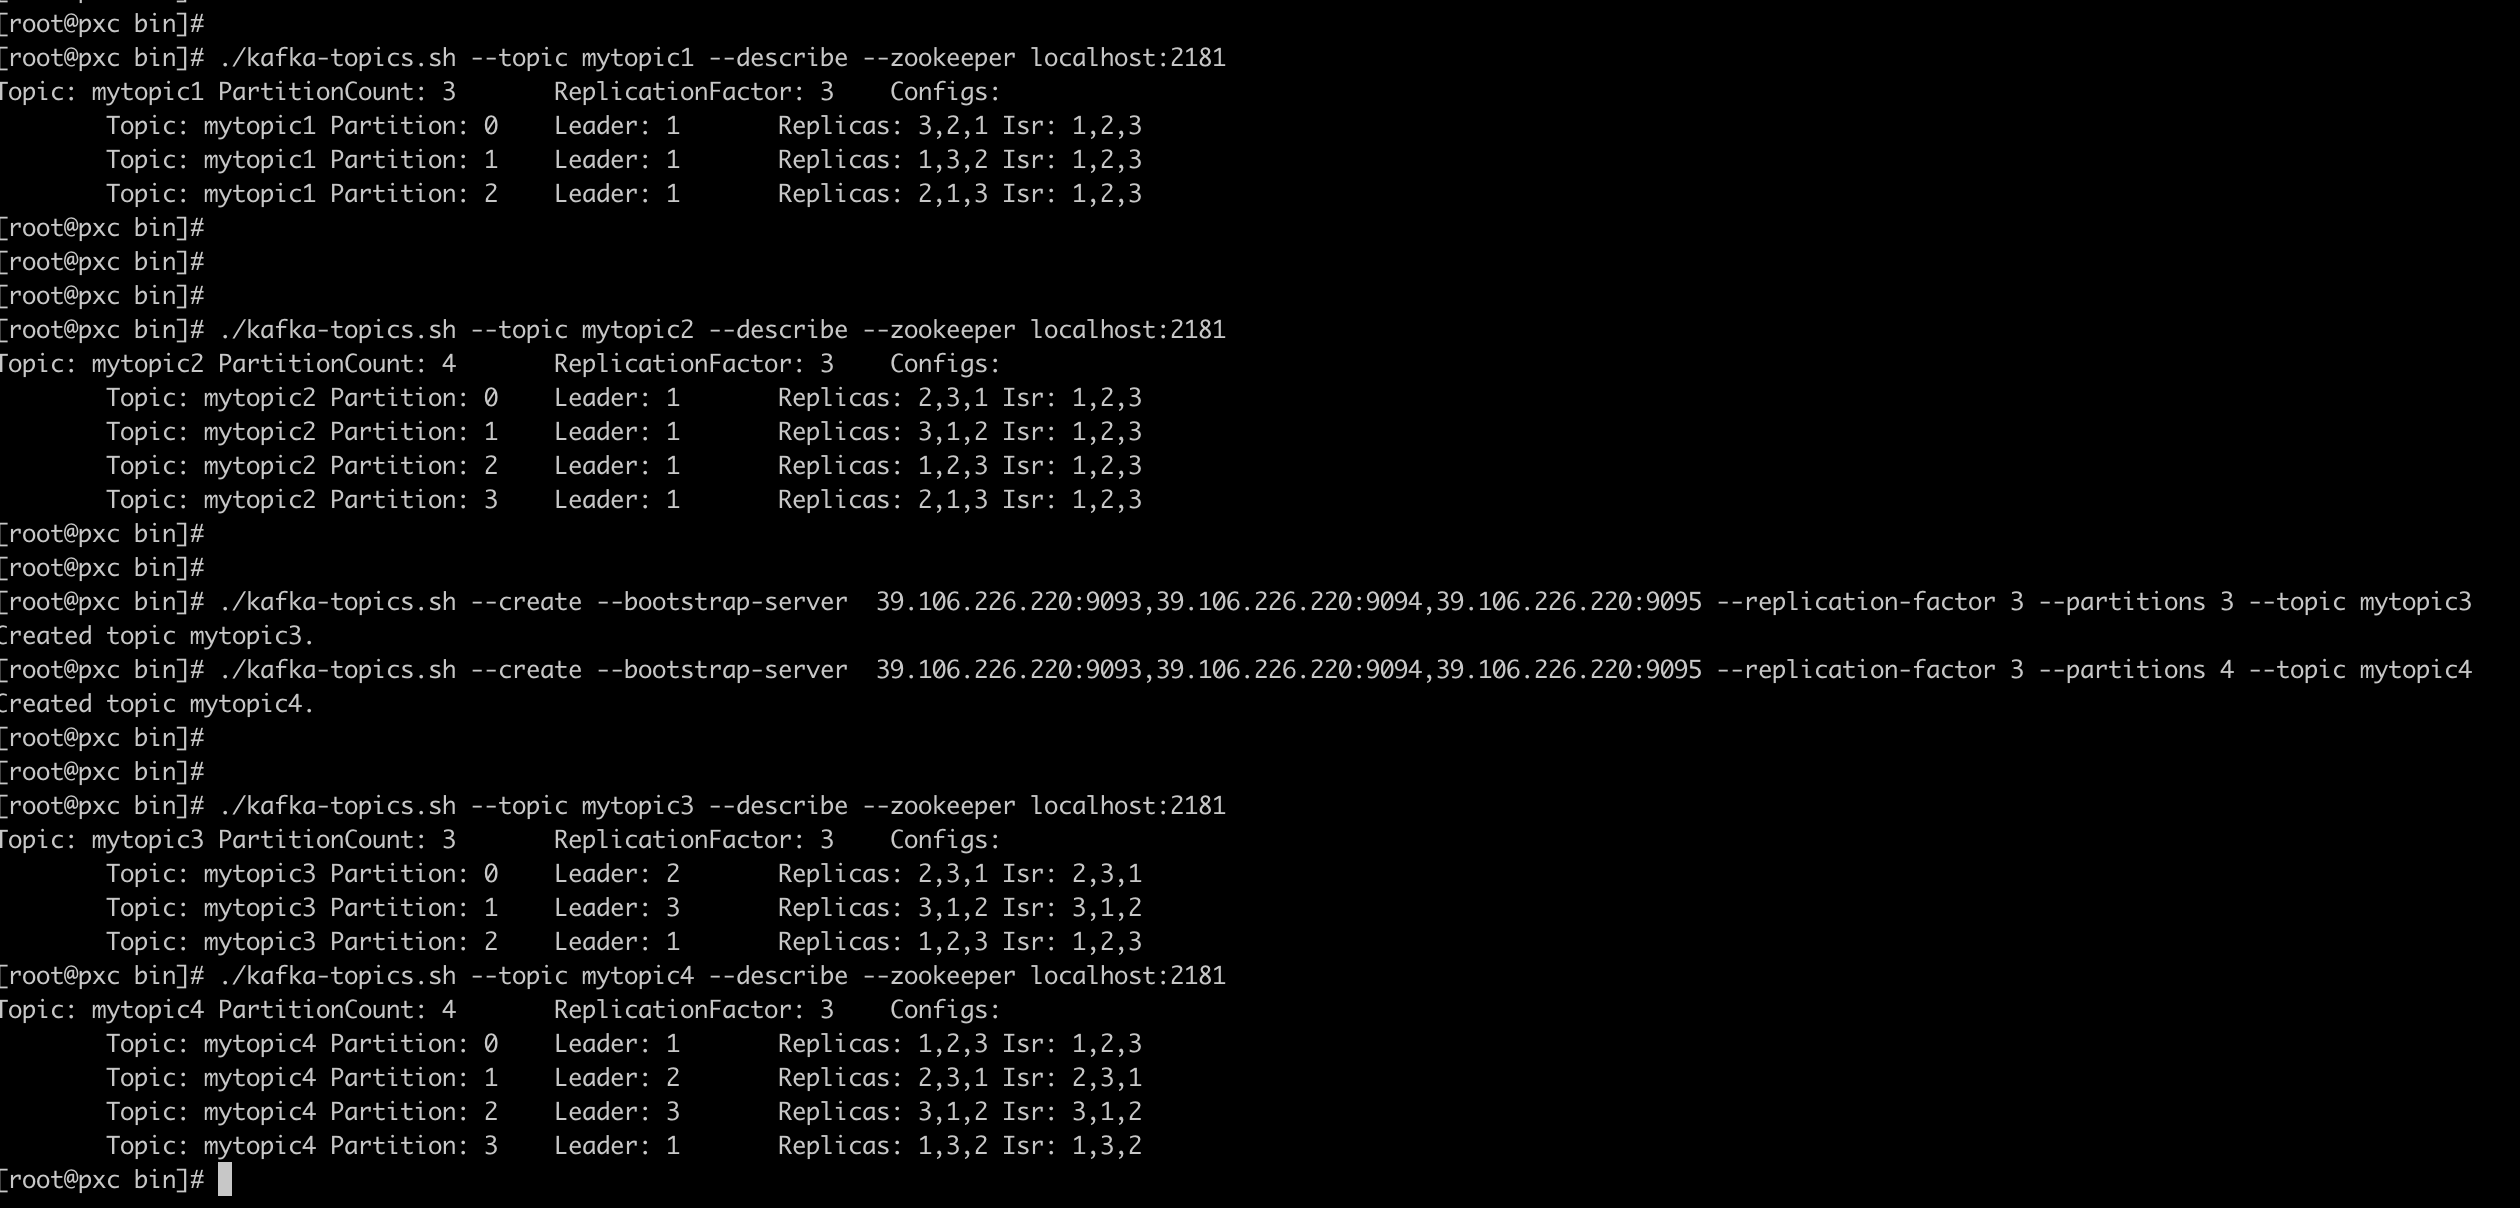 [root@pxc bin]#
[root@pxc bin]# ./kafka-topics.sh --topic mytopic1 --describe --zookeeper localhost:2181
Topic: mytopic1 PartitionCount: 3 ReplicationFactor: 3 Configs:
Topic: mytopic1 Partition: 0 Leader: 1 Replicas: 3,2,1 Isr: 1,2,3
Topic: mytopic1 Partition: 1 Leader: 1 Replicas: 1,3,2 Isr: 1,2,3
Topic: mytopic1 Partition: 2 Leader: 1 Replicas: 2,1,3 Isr: 1,2,3
[root@pxc bin]#
[root@pxc bin]#
[root@pxc bin]#
[root@pxc bin]# ./kafka-topics.sh --topic mytopic2 --describe --zookeeper localhost:2181
Topic: mytopic2 PartitionCount: 4 ReplicationFactor: 3 Configs:
Topic: mytopic2 Partition: 0 Leader: 1 Replicas: 2,3,1 Isr: 1,2,3
Topic: mytopic2 Partition: 1 Leader: 1 Replicas: 3,1,2 Isr: 1,2,3
Topic: mytopic2 Partition: 2 Leader: 1 Replicas: 1,2,3 Isr: 1,2,3
Topic: mytopic2 Partition: 3 Leader: 1 Replicas: 2,1,3 Isr: 1,2,3
[root@pxc bin]#
[root@pxc bin]#
[root@pxc bin]# ./kafka-topics.sh --create --bootstrap-server 39.106.226.220:9093,39.106.226.220:9094,39.106.226.220:9095 --replication-factor 3 --partitions 3 --topic mytopic3
Created topic mytopic3.
[root@pxc bin]# ./kafka-topics.sh --create --bootstrap-server 39.106.226.220:9093,39.106.226.220:9094,39.106.226.220:9095 --replication-factor 3 --partitions 4 --topic mytopic4
Created topic mytopic4.
[root@pxc bin]#
[root@pxc bin]#
[root@pxc bin]# ./kafka-topics.sh --topic mytopic3 --describe --zookeeper localhost:2181
Topic: mytopic3 PartitionCount: 3 ReplicationFactor: 3 Configs:
Topic: mytopic3 Partition: 0 Leader: 2 Replicas: 2,3,1 Isr: 2,3,1
Topic: mytopic3 Partition: 1 Leader: 3 Replicas: 3,1,2 Isr: 3,1,2
Topic: mytopic3 Partition: 2 Leader: 1 Replicas: 1,2,3 Isr: 1,2,3
[root@pxc bin]# ./kafka-topics.sh --topic mytopic4 --describe --zookeeper localhost:2181
Topic: mytopic4 PartitionCount: 4 ReplicationFactor: 3 Configs:
Topic: mytopic4 Partition: 0 Leader: 1 Replicas: 1,2,3 Isr: 1,2,3
Topic: mytopic4 Partition: 1 Leader: 2 Replicas: 2,3,1 Isr: 2,3,1
Topic: mytopic4 Partition: 2 Leader: 3 Replicas: 3,1,2 Isr: 3,1,2
Topic: mytopic4 Partition: 3 Leader: 1 Replicas: 1,3,2 Isr: 1,3,2
[root@pxc bin]#